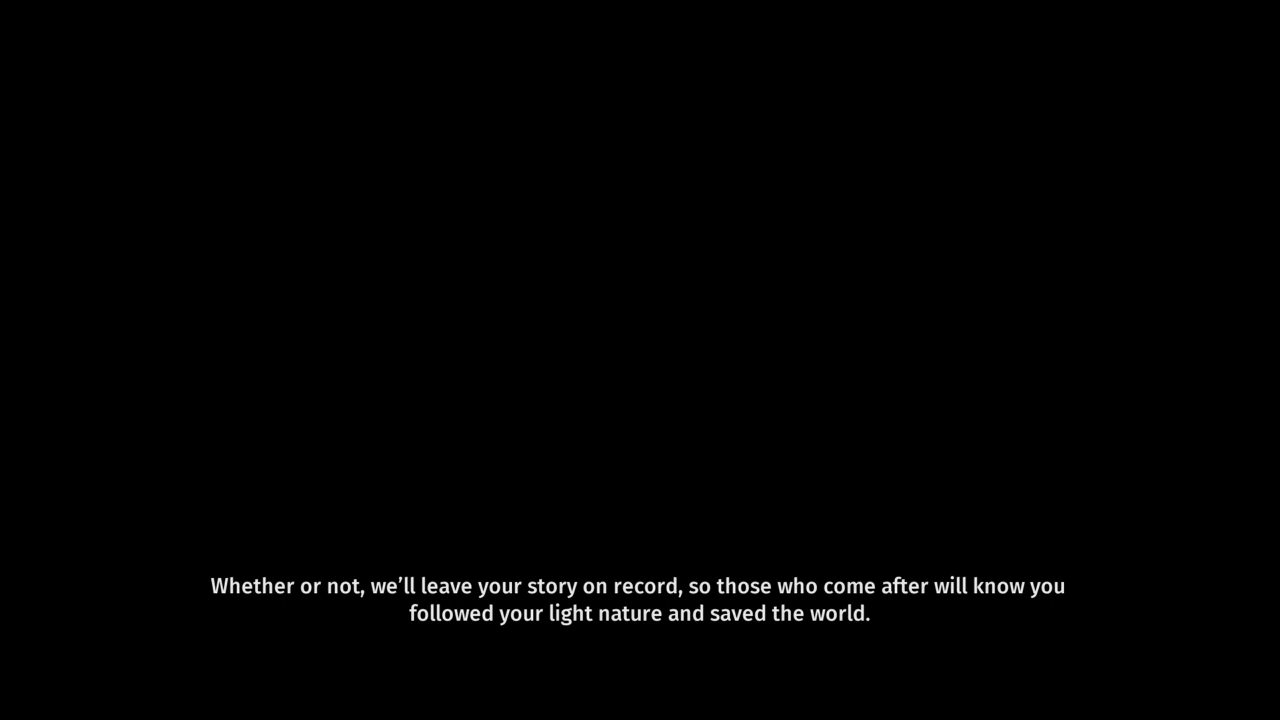 Whether or not, we’ll leave your story on record, so those who come after will know you
followed your light nature and saved the world.